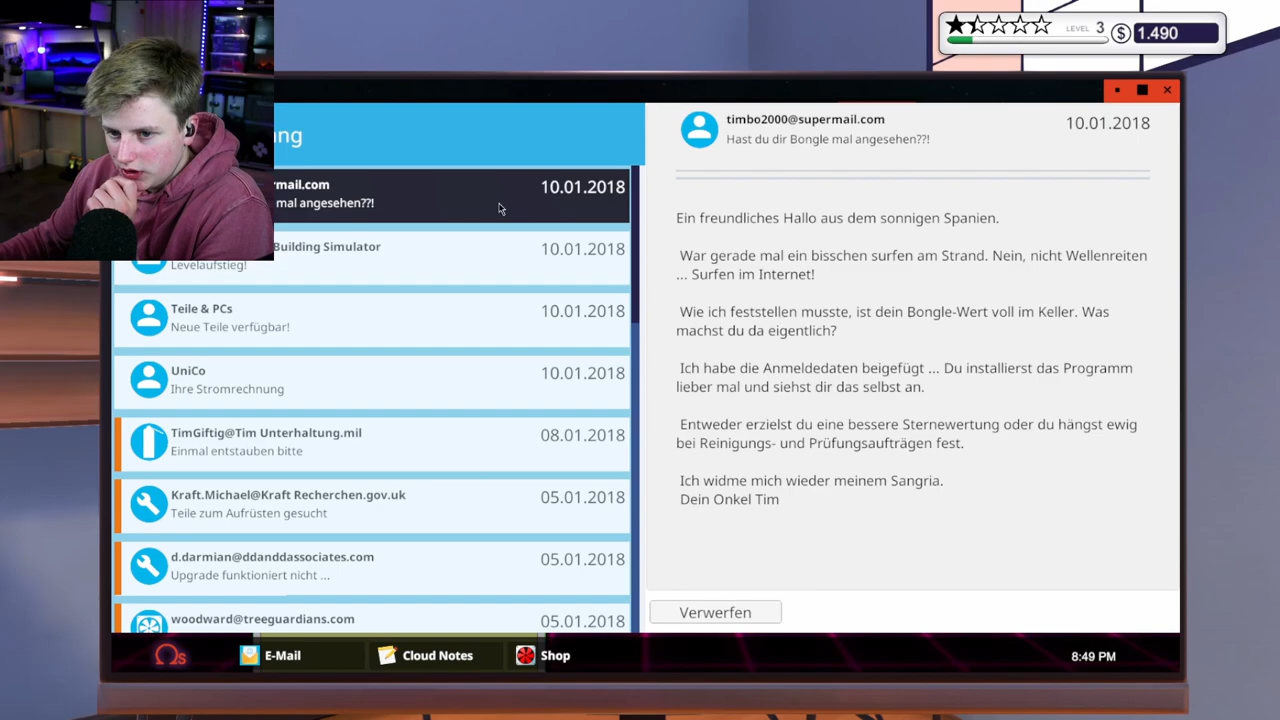 LEVEL 3 $ 1.490
ang
timbo2000@supermail.com 10.01.2018
Hast du dir Bongle mal angesehen??!
rmail.com 10.01.2018
mal angesehen??!
Building Simulator 10.01.2018
Levelaufstieg!
Teile & PCs 10.01.2018
Neue Teile verfügbar!
UniCo 10.01.2018
Ihre Stromrechnung
TimGiftig@Tim Unterhaltung.mil 08.01.2018
Einmal entstauben bitte
Kraft.Michael@Kraft Recherchen.gov.uk 05.01.2018
Teile zum Aufrüsten gesucht
d.darmian@ddanddassociates.com 05.01.2018
Upgrade funktioniert nicht ...
woodward@treeguardians.com 05.01.2018
Ein freundliches Hallo aus dem sonnigen Spanien.
War gerade mal ein bisschen surfen am Strand. Nein, nicht Wellenreiten
... Surfen im Internet!
Wie ich feststellen musste, ist dein Bongle-Wert voll im Keller. Was
machst du da eigentlich?
Ich habe die Anmeldedaten beigefügt ... Du installierst das Programm
lieber mal und siehst dir das selbst an.
Entweder erzielst du eine bessere Sternewertung oder du hängst ewig
bei Reinigungs- und Prüfungsaufträgen fest.
Ich widme mich wieder meinem Sangria.
Dein Onkel Tim
Verwerfen
Ωs E-Mail Cloud Notes Shop 8:49 PM